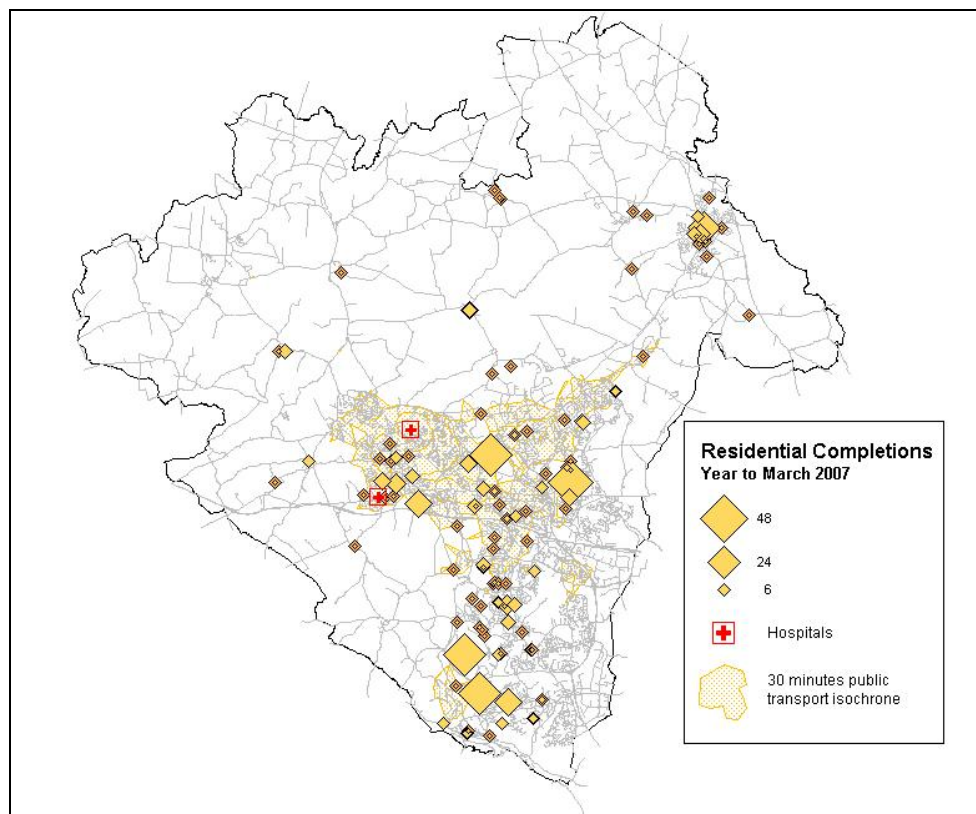 Residential Completions
Year to March 2007
48
24
6
Hospitals
30 minutes public
transport isochrone